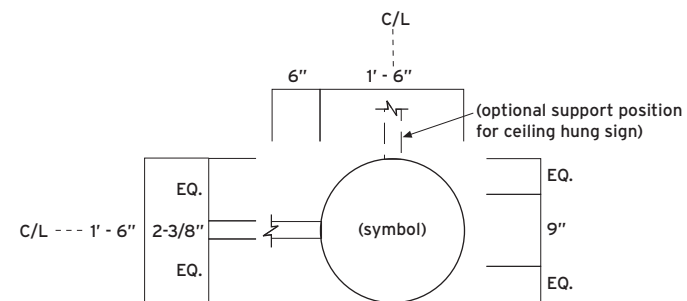 C/L
6" 1' - 6"
(optional support position
for ceiling hung sign)
EQ. EQ.
C/L --- 1' - 6" 2-3/8" (symbol) 9"
EQ. EQ.